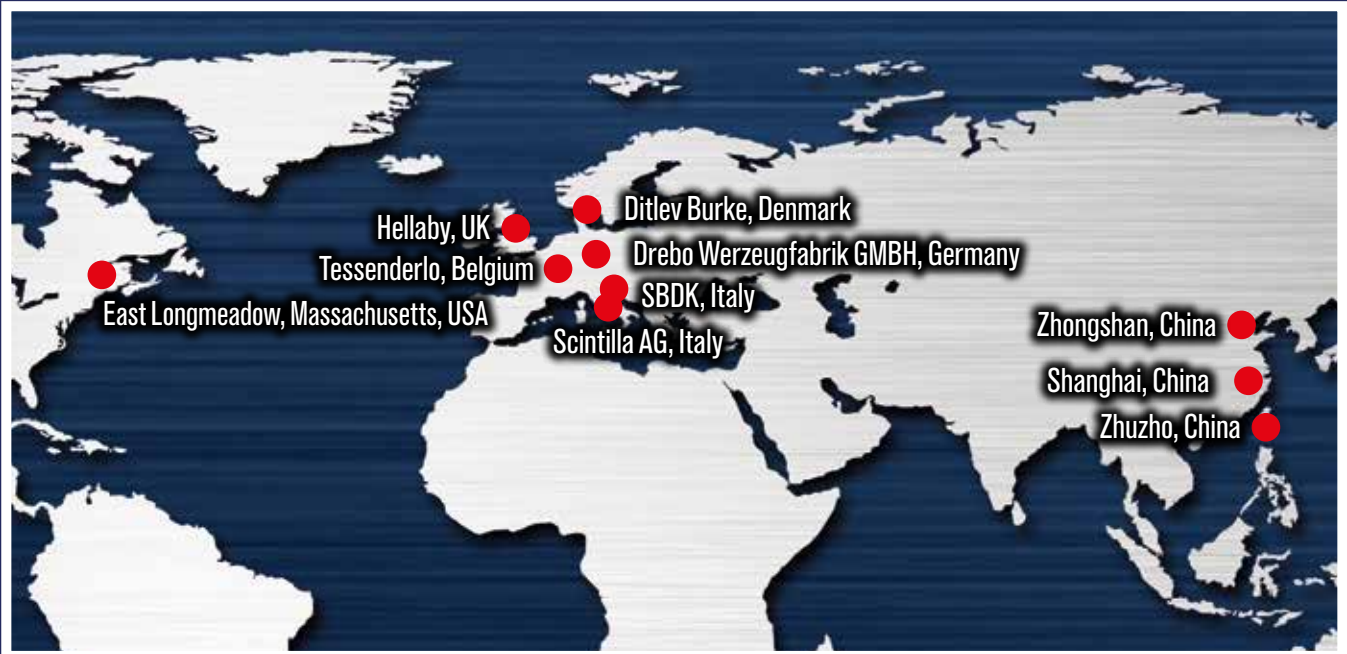 Ditlev Burke, Denmark
Hellaby, UK
Drebo Werzeugfabrik GMBH, Germany
Tessenderlo, Belgium
SBDK, Italy
East Longmeadow, Massachusetts, USA
Scintilla AG, Italy
Zhongshan, China
Shanghai, China
Zhuzho, China